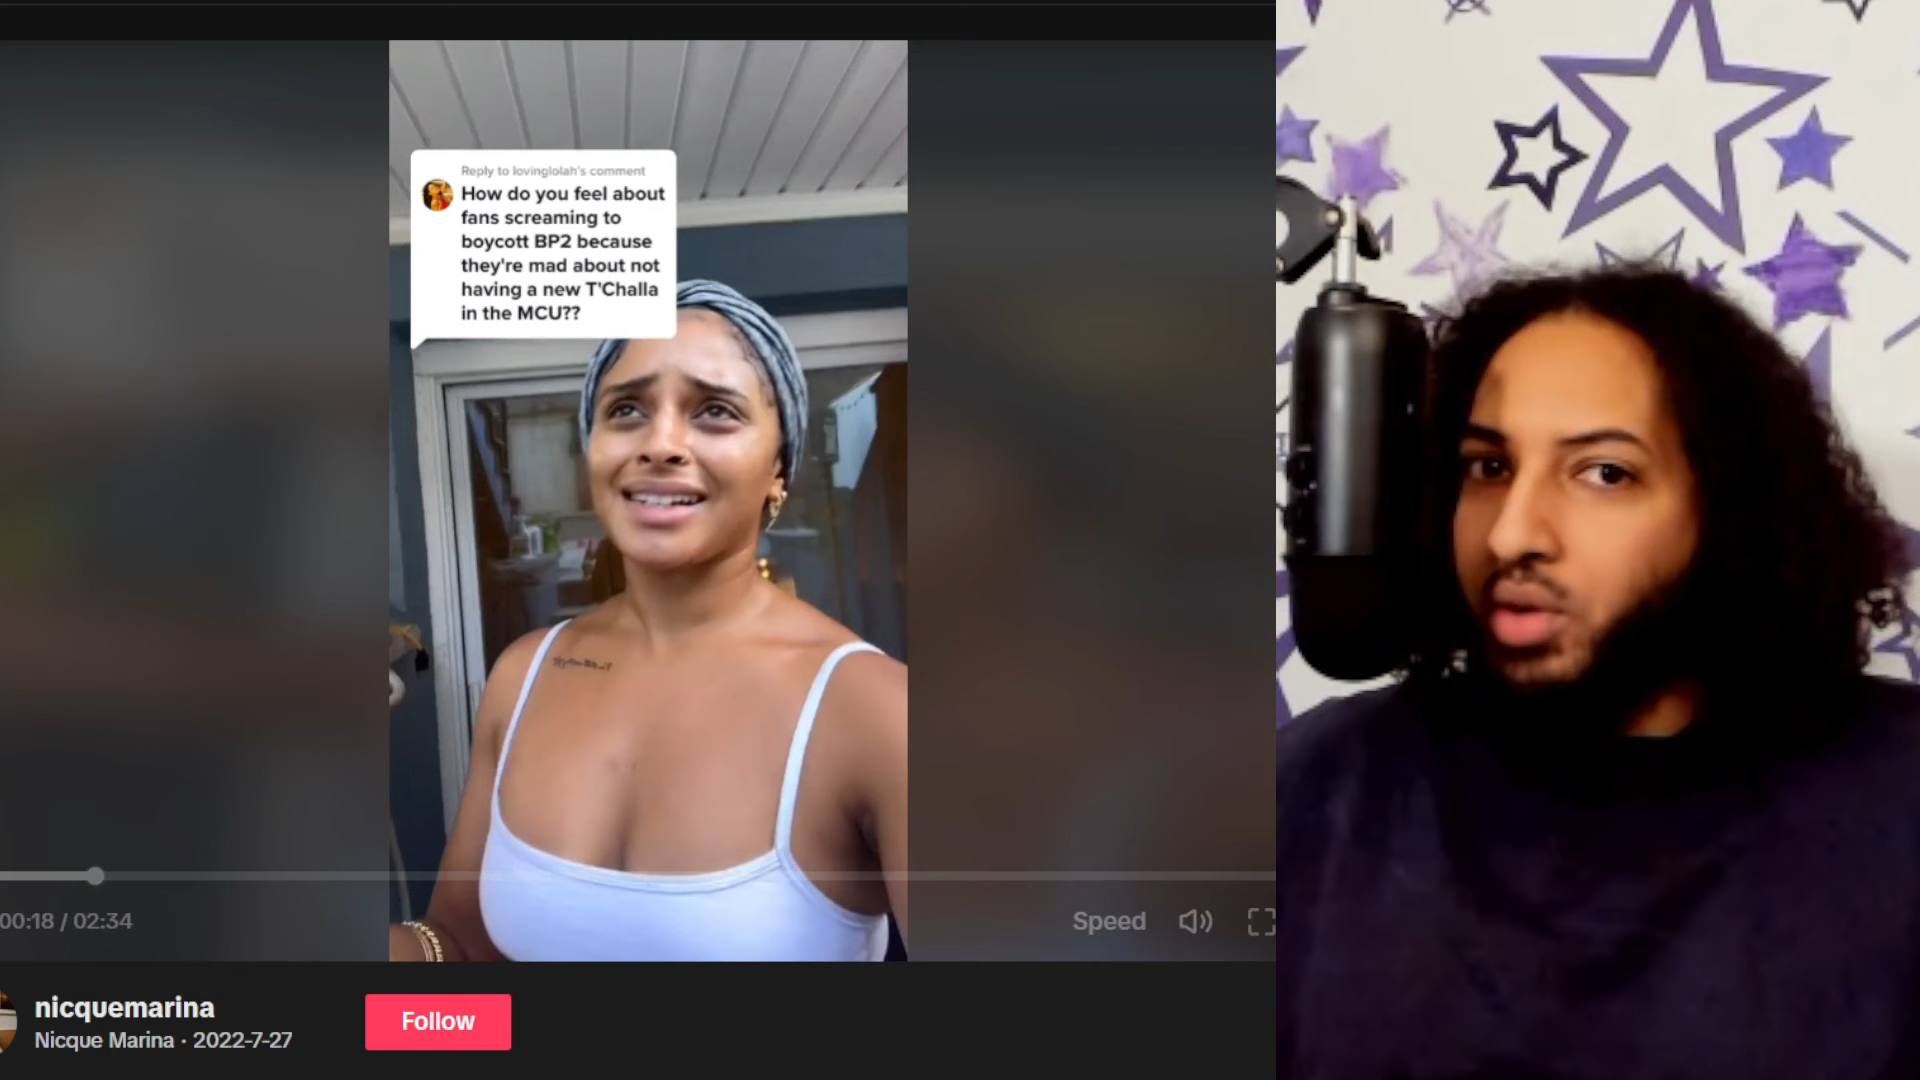 Reply to lovinglolah's comment
How do you feel about
fans screaming to
boycott BP2 because
they're mad about not
having a new T'Challa
in the MCU??
00:18 / 02:34
Speed
nicquemarina
Nicque Marina · 2022-7-27
Follow